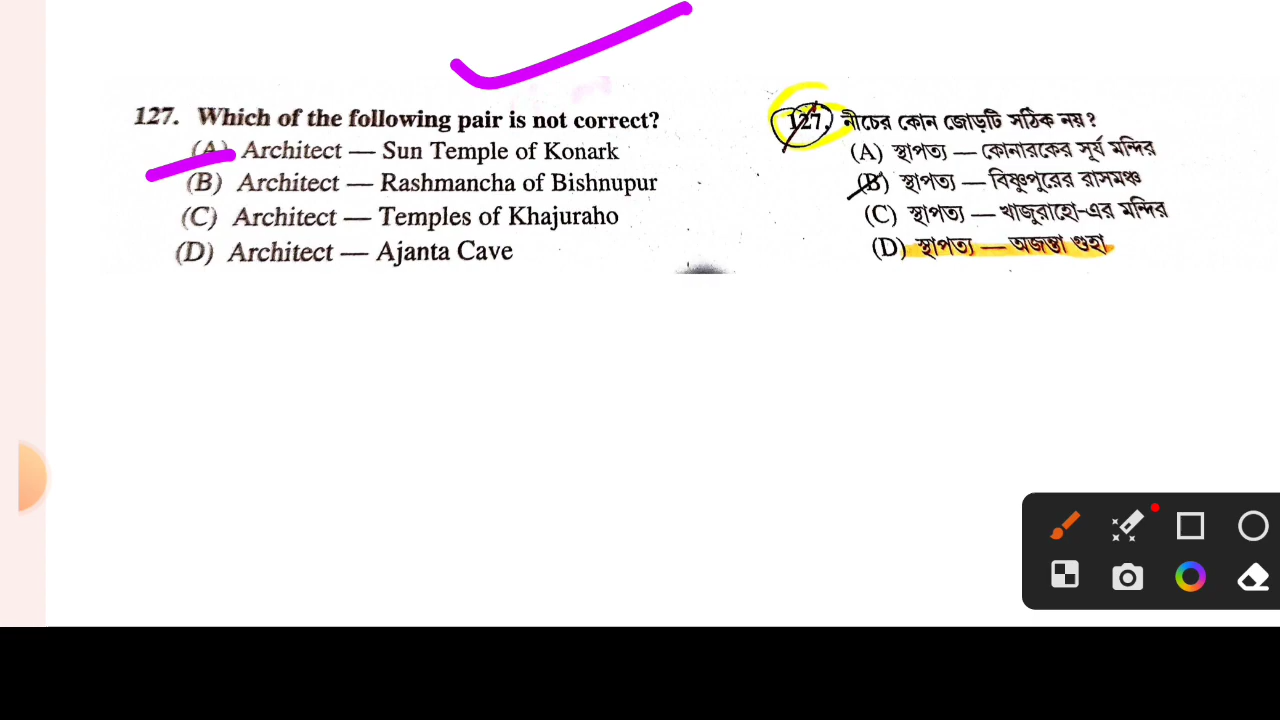 127. Which of the following pair is not correct?
(A) Architect — Sun Temple of Konark
(B) Architect — Rashmancha of Bishnupur
(C) Architect — Temples of Khajuraho
(D) Architect — Ajanta Cave
127. নীচের কোন জোড়টি সঠিক নয়?
(A) স্থাপত্য — কোনারকের সূর্য মন্দির
(B) স্থাপত্য — বিষ্ণুপুরের রাসমঞ্চ
(C) স্থাপত্য — খাজুরাহো-এর মন্দির
(D) স্থাপত্য — অজন্তা গুহা